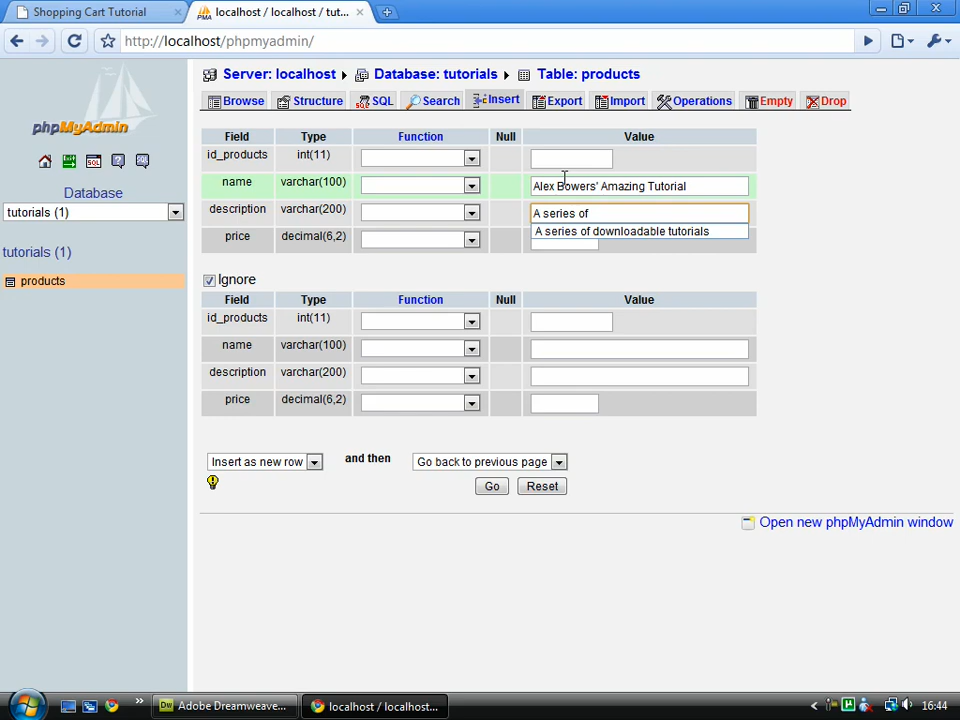 Shopping Cart Tutorial
localhost / localhost / tut...
http://localhost/phpmyadmin/
phpMyAdmin
Database
tutorials (1)
tutorials (1)
products
Server: localhost
Database: tutorials
Table: products
Browse
Structure
SQL
Search
Insert
Export
Import
Operations
Empty
Drop
Field Type Function Null Value
id_products int(11)
name varchar(100) Alex Bowers' Amazing Tutorial
description varchar(200) A series of
A series of downloadable tutorials
price decimal(6,2)
Ignore
Field Type Function Null Value
id_products int(11)
name varchar(100)
description varchar(200)
price decimal(6,2)
Insert as new row and then Go back to previous page
Go Reset
Open new phpMyAdmin window
Adobe Dreamweave...
localhost / localhost...
16:44